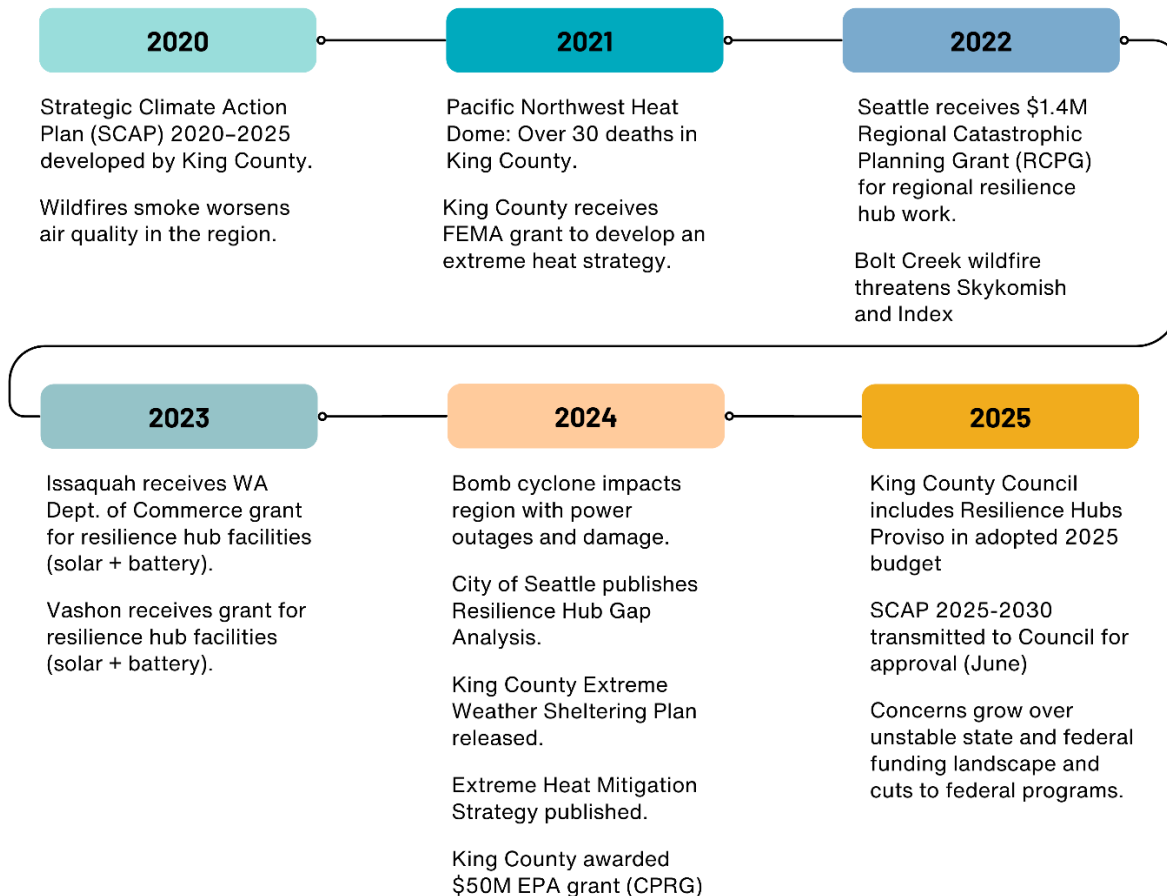 2020
Strategic Climate Action
Plan (SCAP) 2020–2025
developed by King County.
Wildfires smoke worsens
air quality in the region.
2021
Pacific Northwest Heat
Dome: Over 30 deaths in
King County.
King County receives
FEMA grant to develop an
extreme heat strategy.
2022
Seattle receives $1.4M
Regional Catastrophic
Planning Grant (RCPG)
for regional resilience
hub work.
Bolt Creek wildfire
threatens Skykomish
and Index
2023
Issaquah receives WA
Dept. of Commerce grant
for resilience hub facilities
(solar + battery).
Vashon receives grant for
resilience hub facilities
(solar + battery).
2024
Bomb cyclone impacts
region with power
outages and damage.
City of Seattle publishes
Resilience Hub Gap
Analysis.
King County Extreme
Weather Sheltering Plan
released.
Extreme Heat Mitigation
Strategy published.
King County awarded
$50M EPA grant (CPRG)
2025
King County Council
includes Resilience Hubs
Proviso in adopted 2025
budget
SCAP 2025-2030
transmitted to Council for
approval (June)
Concerns grow over
unstable state and federal
funding landscape and
cuts to federal programs.